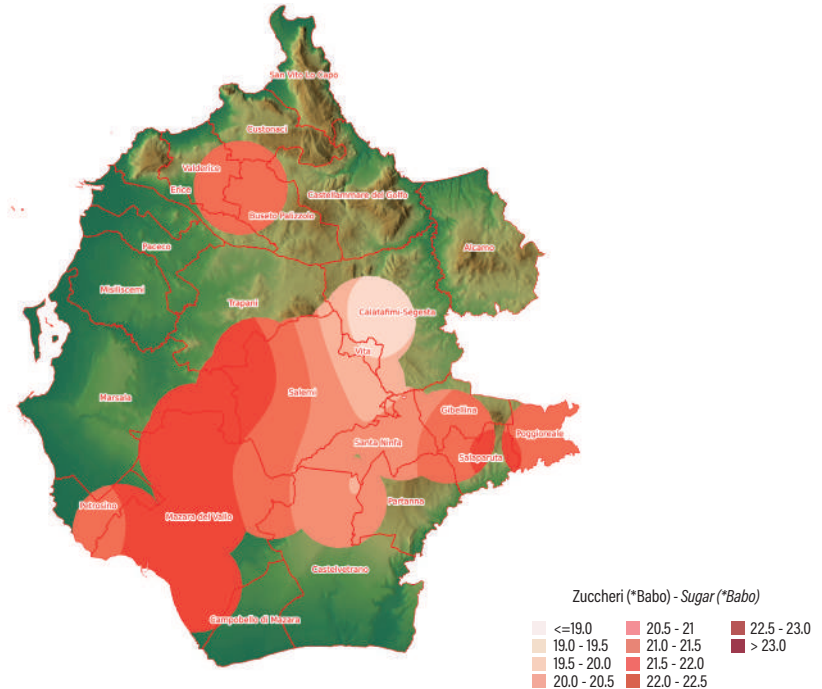 San Vito Lo Capo
Custonaci
Valderice
Erice
Castellammare del Golfo
Buseto Palizzolo
Paceco
Alcamo
Misiliscemi
Trapani
Calatafimi-Segesta
Vita
Marsala
Salemi
Gibellina
Poggioreale
Santa Ninfa
Salaparuta
Petrosino
Partanna
Mazara del Vallo
Castelvetrano
Campobello di Mazara
Zuccheri (*Babo) - Sugar (*Babo)
<=19.0
19.0 - 19.5
19.5 - 20.0
20.0 - 20.5
20.5 - 21
21.0 - 21.5
21.5 - 22.0
22.0 - 22.5
22.5 - 23.0
> 23.0